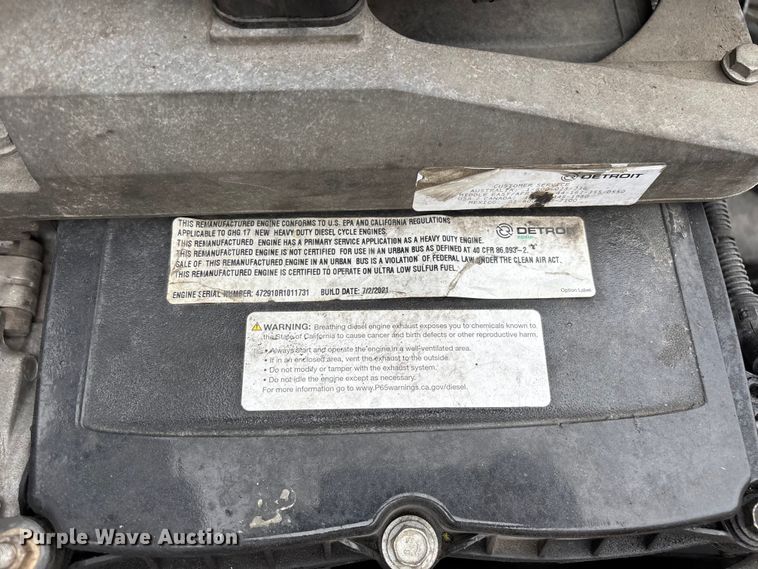 DETROIT
CUSTOMER SERVICE
AUSTRALIA:
MIDDLE EAST/AFRICA:
USA / CANADA:
MEXICO:
THIS REMANUFACTURED ENGINE CONFORMS TO U.S. EPA AND CALIFORNIA REGULATIONS
APPLICABLE TO GHG 17 NEW HEAVY DUTY DIESEL CYCLE ENGINES.
THIS REMANUFACTURED ENGINE HAS A PRIMARY SERVICE APPLICATION AS A HEAVY DUTY ENGINE.
THIS REMANUFACTURED ENGINE IS NOT CERTIFIED FOR USE IN AN URBAN BUS AS DEFINED AT 40 CFR 86.093-2.
SALE OF THIS REMANUFACTURED ENGINE IN AN URBAN BUS IS A VIOLATION OF FEDERAL LAW UNDER THE CLEAN AIR ACT.
THIS REMANUFACTURED ENGINE IS CERTIFIED TO OPERATE ON ULTRA LOW SULFUR FUEL.
DETROIT
ENGINE SERIAL NUMBER: 472910R1011731 BUILD DATE: 7/2/2021 Option Label
WARNING: Breathing diesel engine exhaust exposes you to chemicals known to
the State of California to cause cancer and birth defects or other reproductive harm.
• Always start and operate the engine in a well-ventilated area.
• If in an enclosed area, vent the exhaust to the outside.
• Do not modify or tamper with the exhaust system.
• Do not idle the engine except as necessary.
For more information go to www.P65warnings.ca.gov/diesel.
Purple Wave Auction